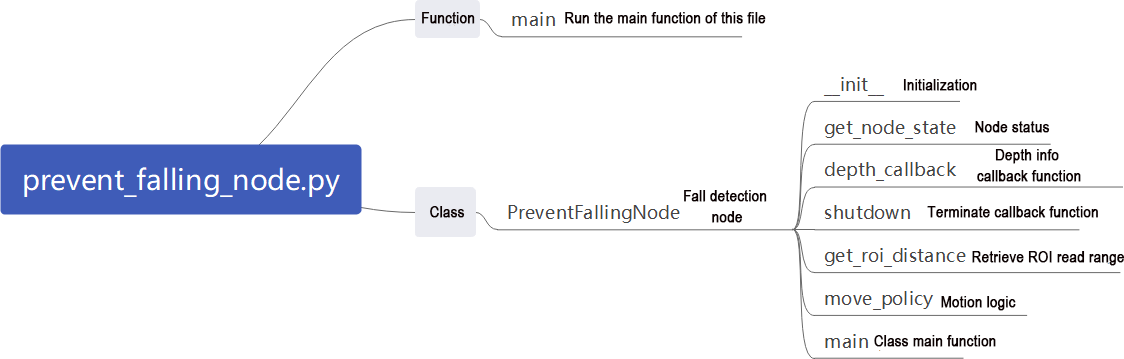 Function
main Run the main function of this file
prevent_falling_node.py
Class
PreventFallingNode Fall detection
node
__init__ Initialization
get_node_state Node status
depth_callback Depth info
callback function
shutdown Terminate callback function
get_roi_distance Retrieve ROI read range
move_policy Motion logic
main Class main function